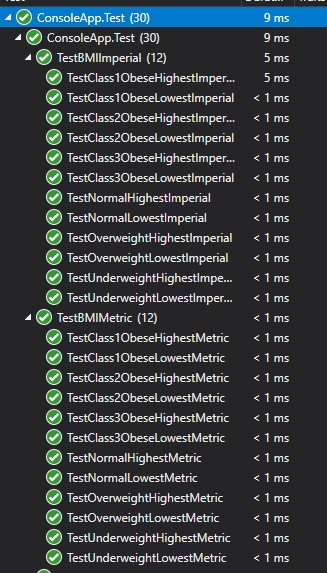 ConsoleApp.Test (30) 9 ms
ConsoleApp.Test (30) 9 ms
TestBMIImperial (12) 5 ms
TestClass1ObeseHighestImper... 5 ms
TestClass1ObeseLowestImperial < 1 ms
TestClass2ObeseHighestImper... < 1 ms
TestClass2ObeseLowestImperial < 1 ms
TestClass3ObeseHighestImper... < 1 ms
TestClass3ObeseLowestImperial < 1 ms
TestNormalHighestImperial < 1 ms
TestNormalLowestImperial < 1 ms
TestOverweightHighestImperial < 1 ms
TestOverweightLowestImperial < 1 ms
TestUnderweightHighestImpe... < 1 ms
TestUnderweightLowestImper... < 1 ms
TestBMIMetric (12) < 1 ms
TestClass1ObeseHighestMetric < 1 ms
TestClass1ObeseLowestMetric < 1 ms
TestClass2ObeseHighestMetric < 1 ms
TestClass2ObeseLowestMetric < 1 ms
TestClass3ObeseHighestMetric < 1 ms
TestClass3ObeseLowestMetric < 1 ms
TestNormalHighestMetric < 1 ms
TestNormalLowestMetric < 1 ms
TestOverweightHighestMetric < 1 ms
TestOverweightLowestMetric < 1 ms
TestUnderweightHighestMetric < 1 ms
TestUnderweightLowestMetric < 1 ms